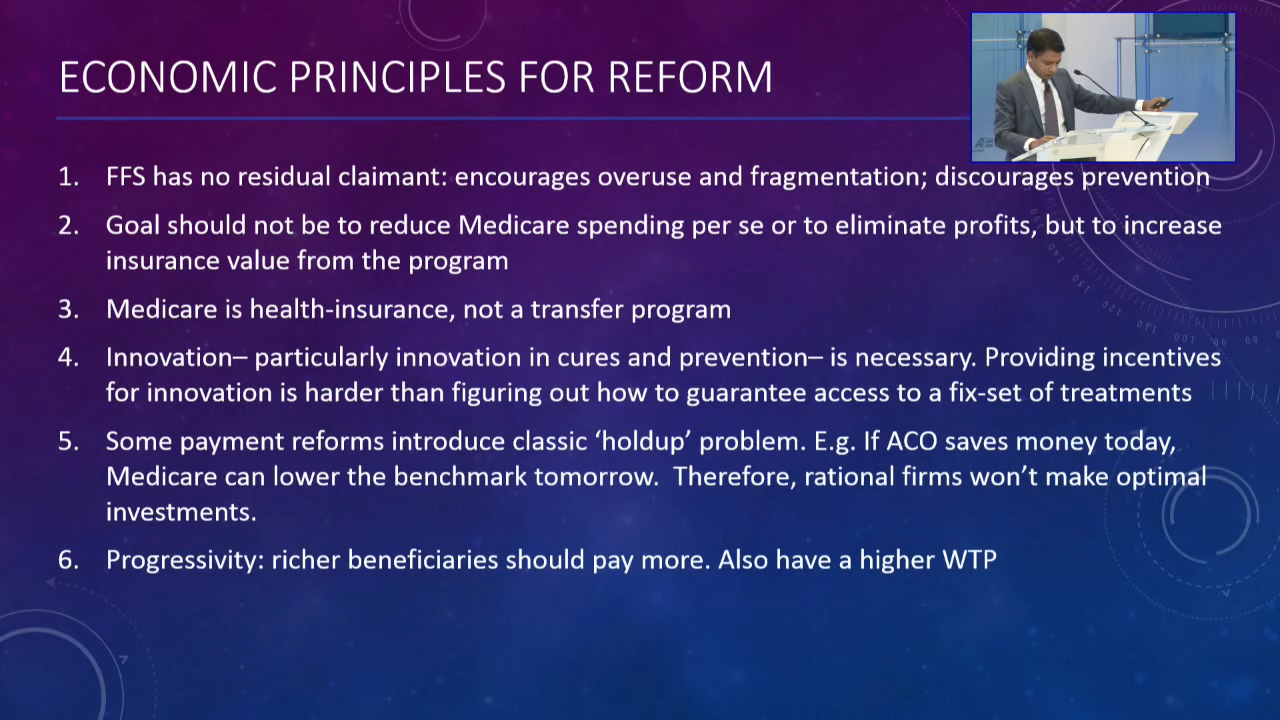 ECONOMIC PRINCIPLES FOR REFORM
1. FFS has no residual claimant: encourages overuse and fragmentation; discourages prevention
2. Goal should not be to reduce Medicare spending per se or to eliminate profits, but to increase
insurance value from the program
3. Medicare is health-insurance, not a transfer program
4. Innovation– particularly innovation in cures and prevention– is necessary. Providing incentives
for innovation is harder than figuring out how to guarantee access to a fix-set of treatments
5. Some payment reforms introduce classic ‘holdup’ problem. E.g. If ACO saves money today,
Medicare can lower the benchmark tomorrow.  Therefore, rational firms won’t make optimal
investments.
6. Progressivity: richer beneficiaries should pay more. Also have a higher WTP